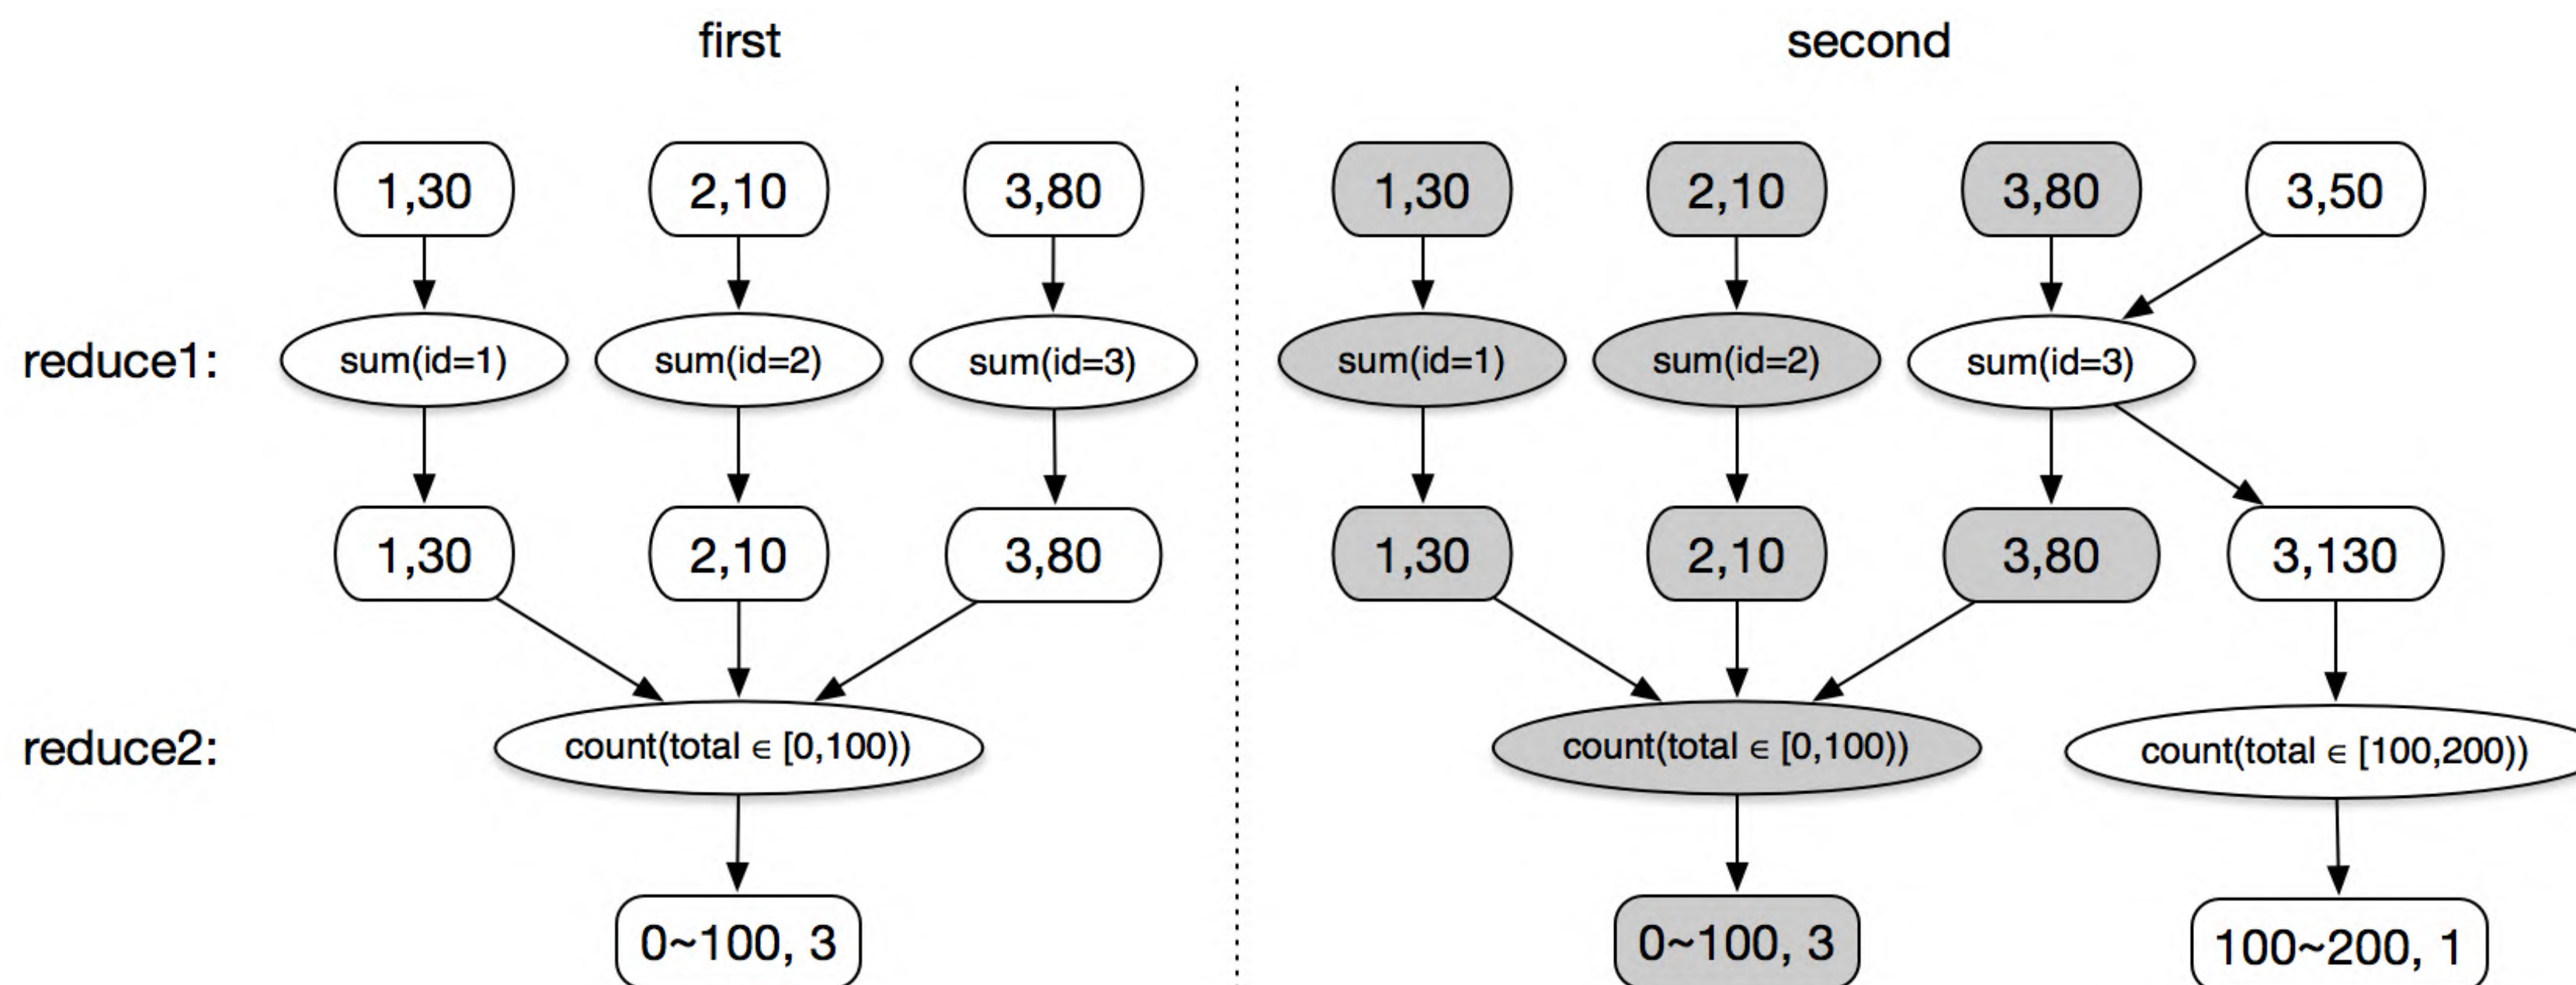 first
second
1,30
2,10
3,80
1,30
2,10
3,80
3,50
reduce1:
sum(id=1)
sum(id=2)
sum(id=3)
sum(id=1)
sum(id=2)
sum(id=3)
1,30
2,10
3,80
1,30
2,10
3,80
3,130
reduce2:
count(total ∈ [0,100))
count(total ∈ [0,100))
count(total ∈ [100,200))
0~100, 3
0~100, 3
100~200, 1